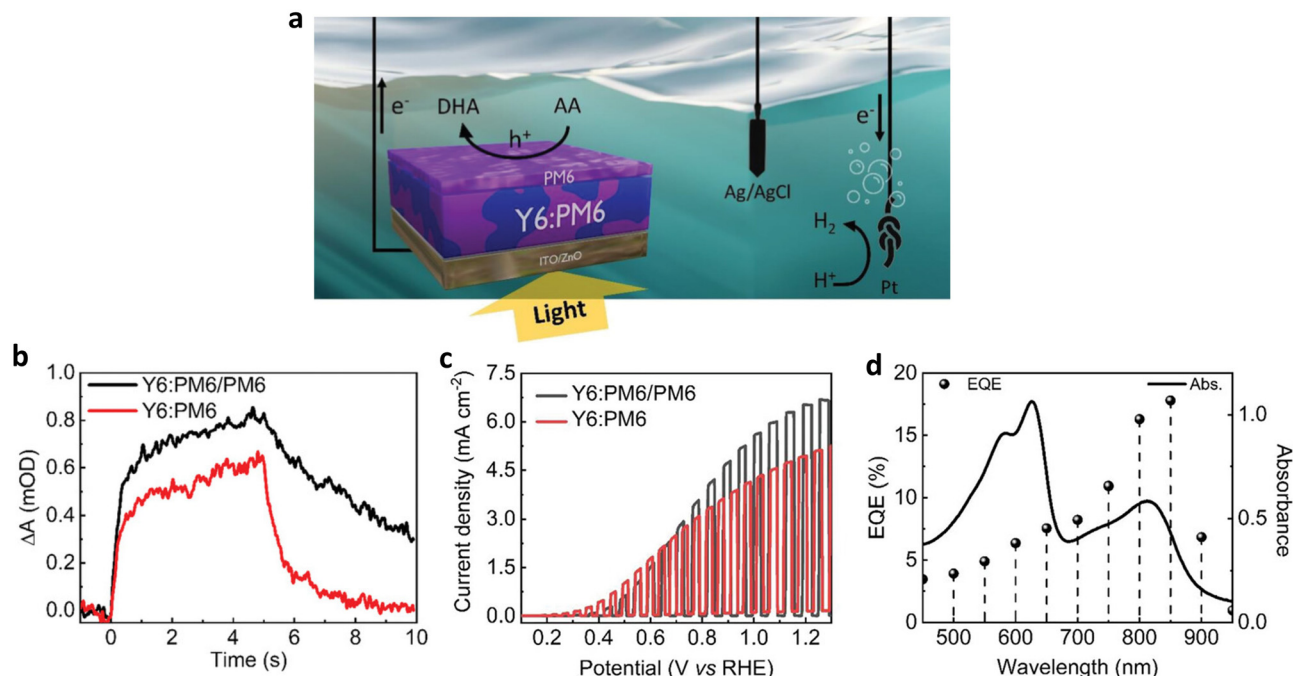 a
e-
DHA
AA
h+
PM6
Y6:PM6
ITO/ZnO
Light
Ag/AgCl
e-
H2
H+
Pt
b
Y6:PM6/PM6
Y6:PM6
ΔA (mOD)
1.0
0.8
0.6
0.4
0.2
0.0
0 2 4 6 8 10
Time (s)
c
Y6:PM6/PM6
Y6:PM6
Current density (mA cm-2)
7.5
6.0
4.5
3.0
1.5
0.0
0.2 0.4 0.6 0.8 1.0 1.2
Potential (V vs RHE)
d
EQE
Abs.
EQE (%)
20
15
10
5
0
500 600 700 800 900
Wavelength (nm)
1.0
0.5
0.0
Absorbance